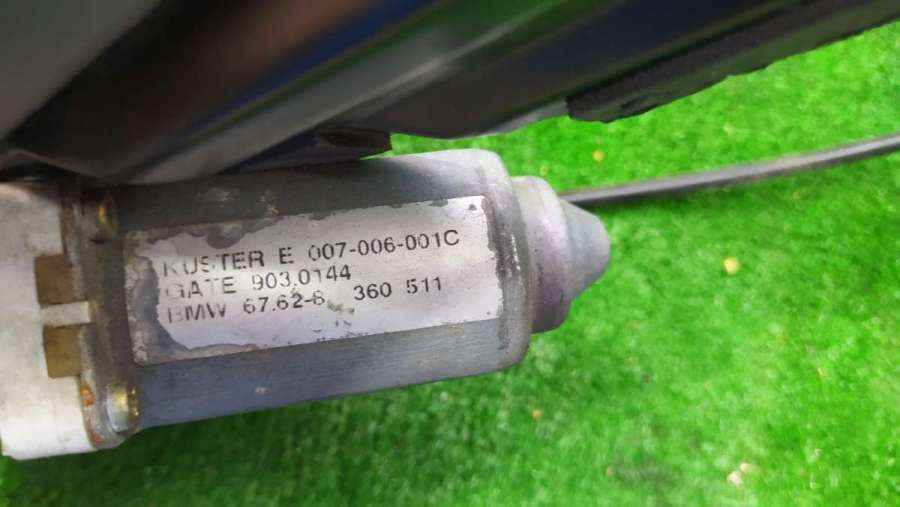 KUSTER E 007-006-001C
GATE 903.0144
BMW 67.62-8 360 511